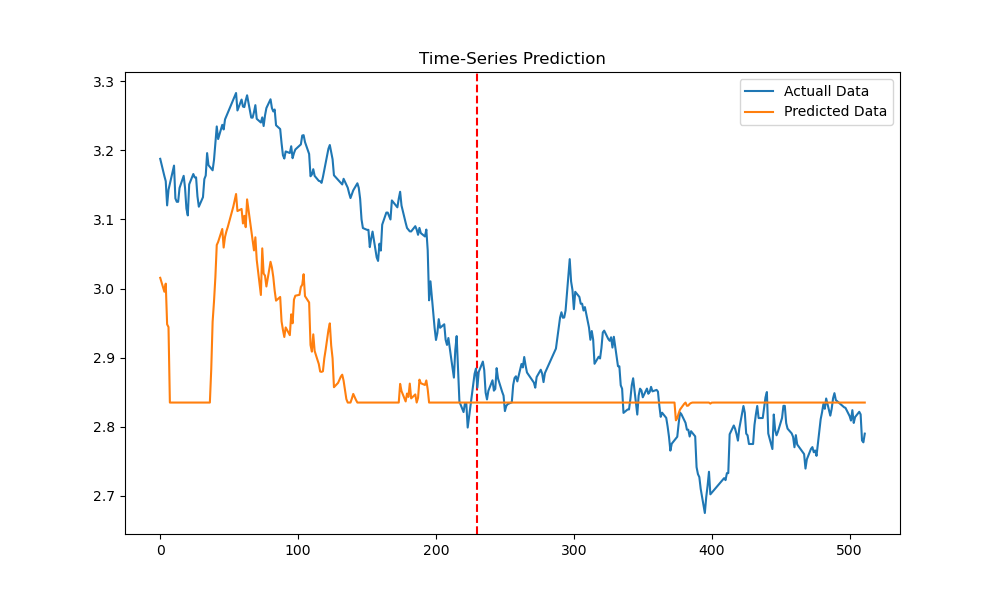 Time-Series Prediction
Actuall Data
Predicted Data
3.3
3.2
3.1
3.0
2.9
2.8
2.7
0 100 200 300 400 500